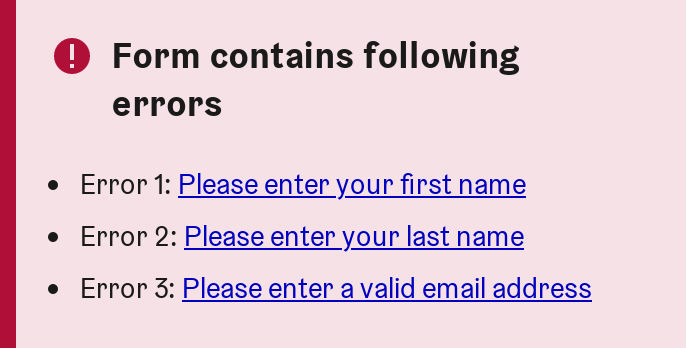 Form contains following
errors
Error 1: Please enter your first name
Error 2: Please enter your last name
Error 3: Please enter a valid email address